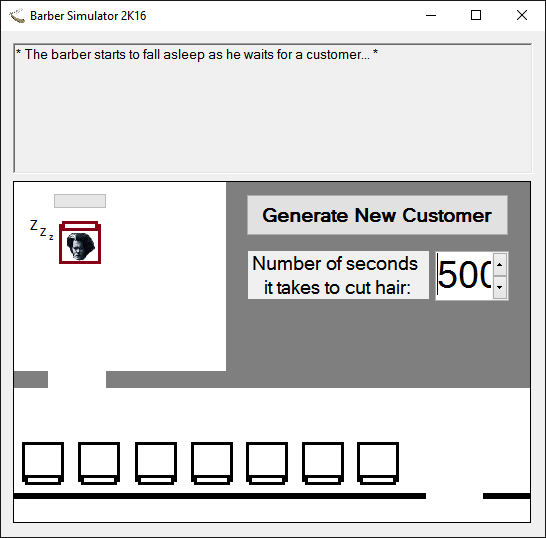 Barber Simulator 2K16
* The barber starts to fall asleep as he waits for a customer... *
Z Z z
Generate New Customer
Number of seconds
it takes to cut hair:
500